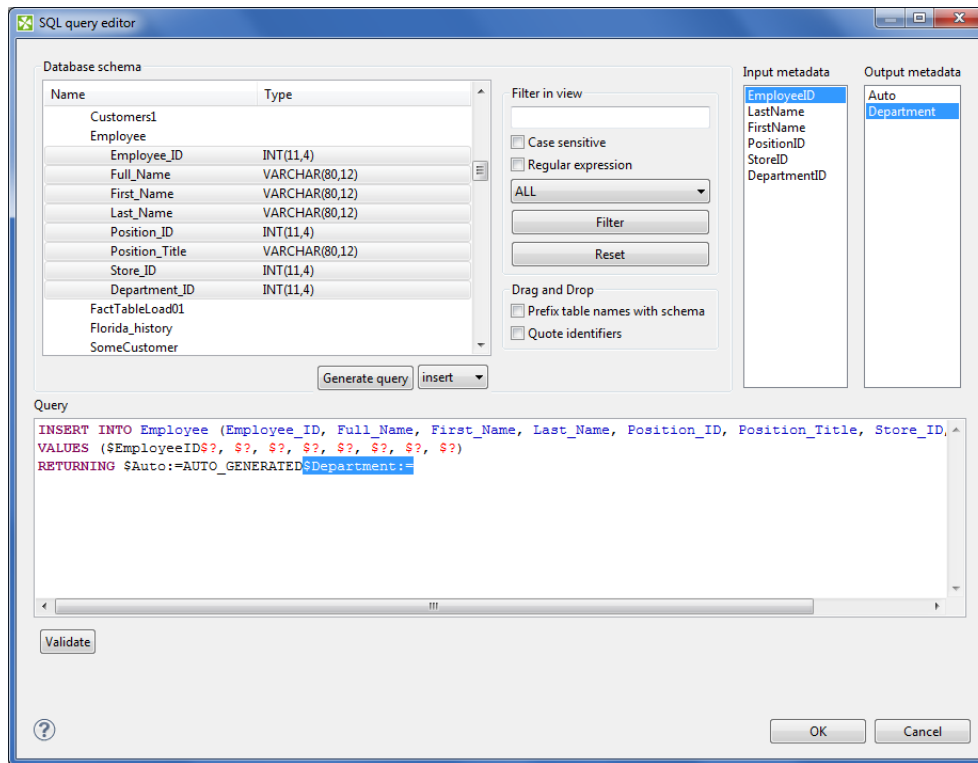 SQL query editor
Database schema
Name Type
Customers1
Employee
Employee_ID INT(11,4)
Full_Name VARCHAR(80,12)
First_Name VARCHAR(80,12)
Last_Name VARCHAR(80,12)
Position_ID INT(11,4)
Position_Title VARCHAR(80,12)
Store_ID INT(11,4)
Department_ID INT(11,4)
FactTableLoad01
Florida_history
SomeCustomer
Generate query insert
Filter in view
Case sensitive
Regular expression
ALL
Filter
Reset
Drag and Drop
Prefix table names with schema
Quote identifiers
Input metadata
EmployeeID
LastName
FirstName
PositionID
StoreID
DepartmentID
Output metadata
Auto
Department
Query
INSERT INTO Employee (Employee_ID, Full_Name, First_Name, Last_Name, Position_ID, Position_Title, Store_ID,
VALUES ($EmployeeID$?, $?, $?, $?, $?, $?, $?, $?)
RETURNING $Auto:=AUTO_GENERATED$Department:=
Validate
?
OK Cancel